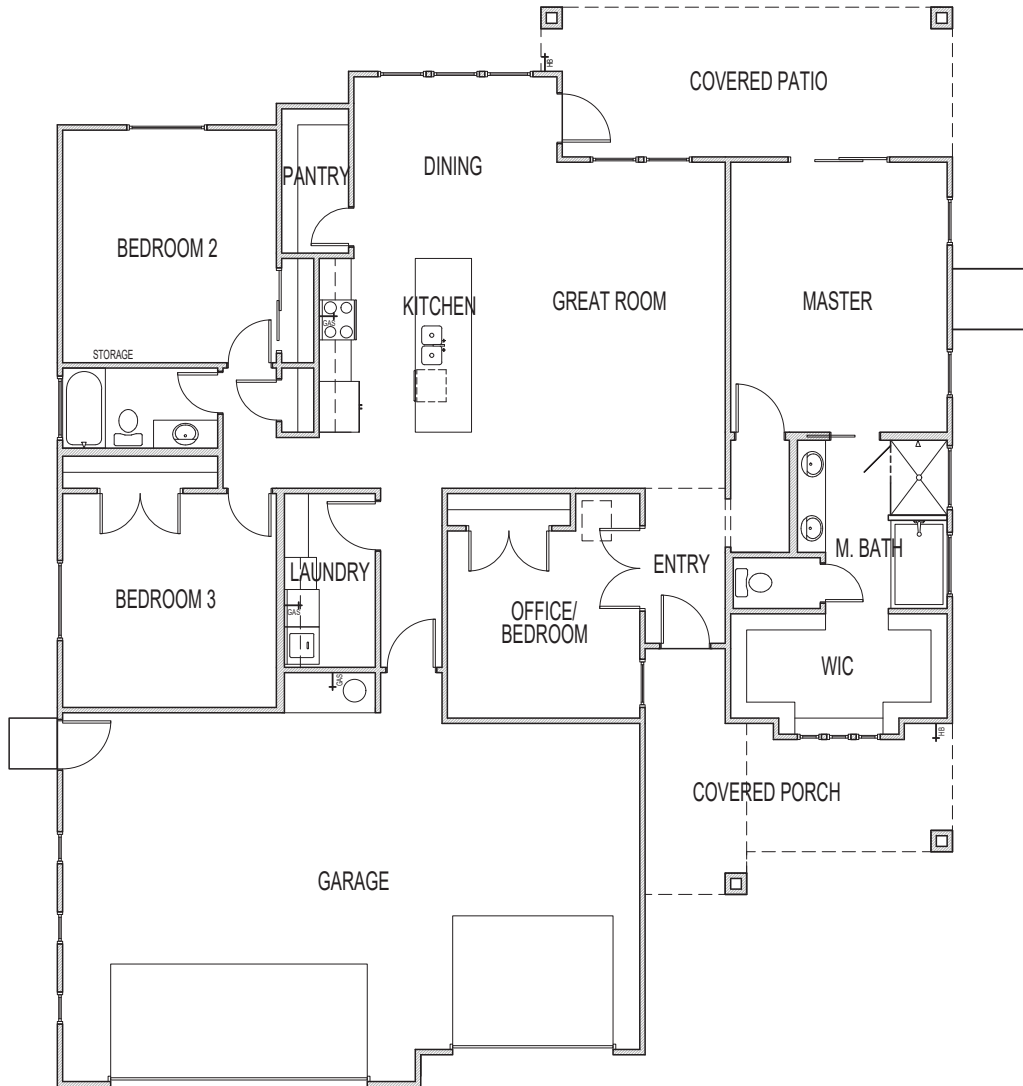 HB
COVERED PATIO
DINING
PANTRY
BEDROOM 2
KITCHEN
GREAT ROOM
MASTER
GAS
STORAGE
M. BATH
ENTRY
LAUNDRY
BEDROOM 3
GAS
OFFICE/
BEDROOM
WIC
GAS
HB
COVERED PORCH
GARAGE